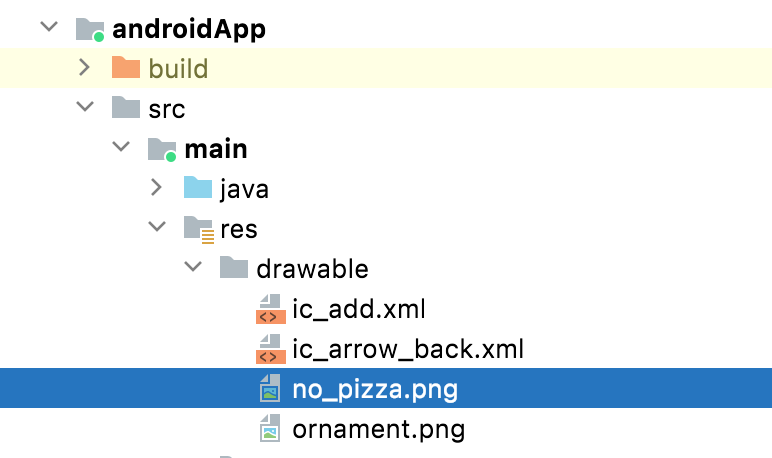 androidApp
build
src
main
java
res
drawable
ic_add.xml
ic_arrow_back.xml
no_pizza.png
ornament.png